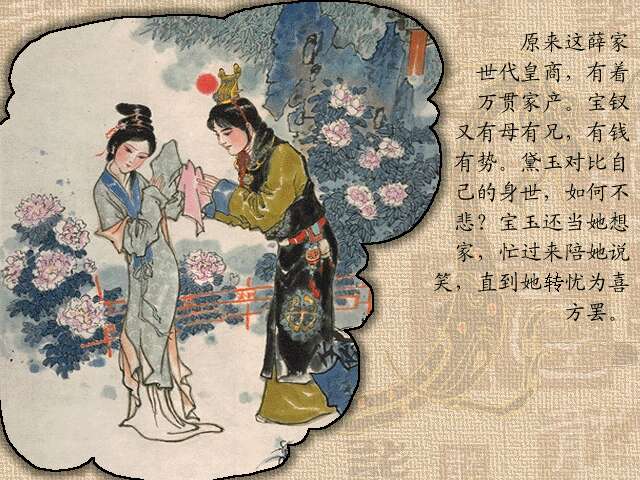 原来这薛家
世代皇商，有着
万贯家产。宝钗
又有母有兄，有钱
有势。黛玉对比自
己的身世，如何不
悲？宝玉还当她想
家，忙过来陪她说
笑，直到她转忧为喜
方罢。